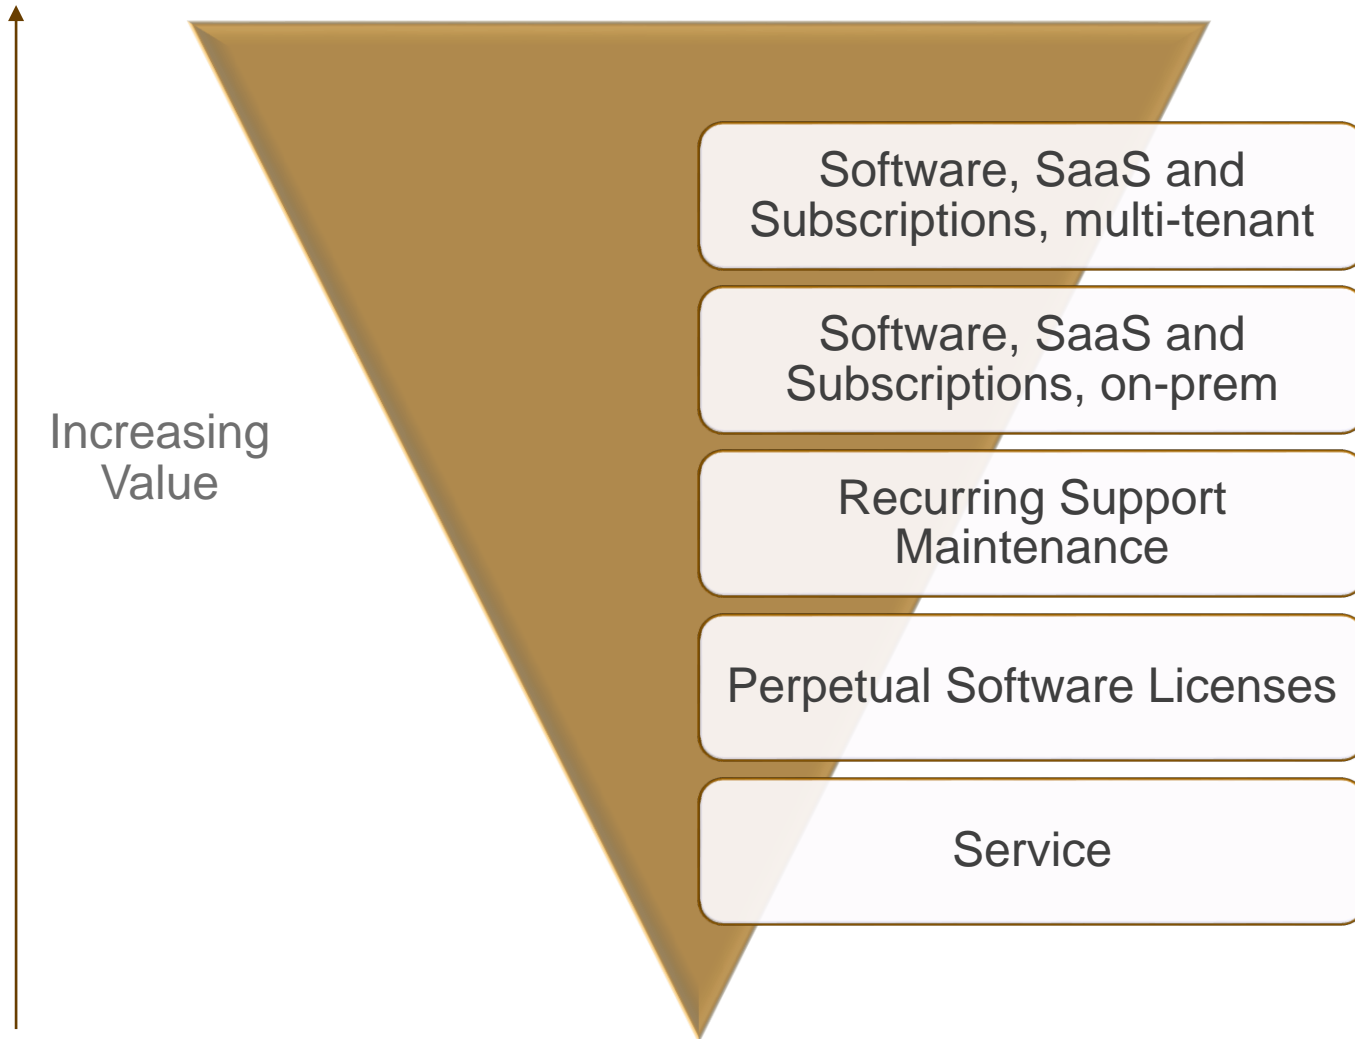 Software, SaaS and
Subscriptions, multi-tenant
Software, SaaS and
Subscriptions, on-prem
Increasing
Value
Recurring Support
Maintenance
Perpetual Software Licenses
Service